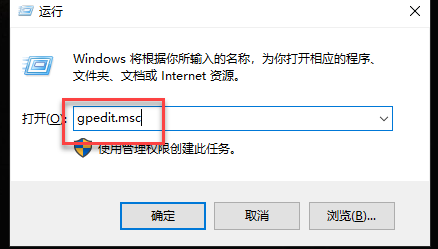 运行
Windows 将根据你所输入的名称，为你打开相应的程序、
文件夹、文档或 Internet 资源。
打开(O): gpedit.msc
使用管理权限创建此任务。
确定 取消 浏览(B)...